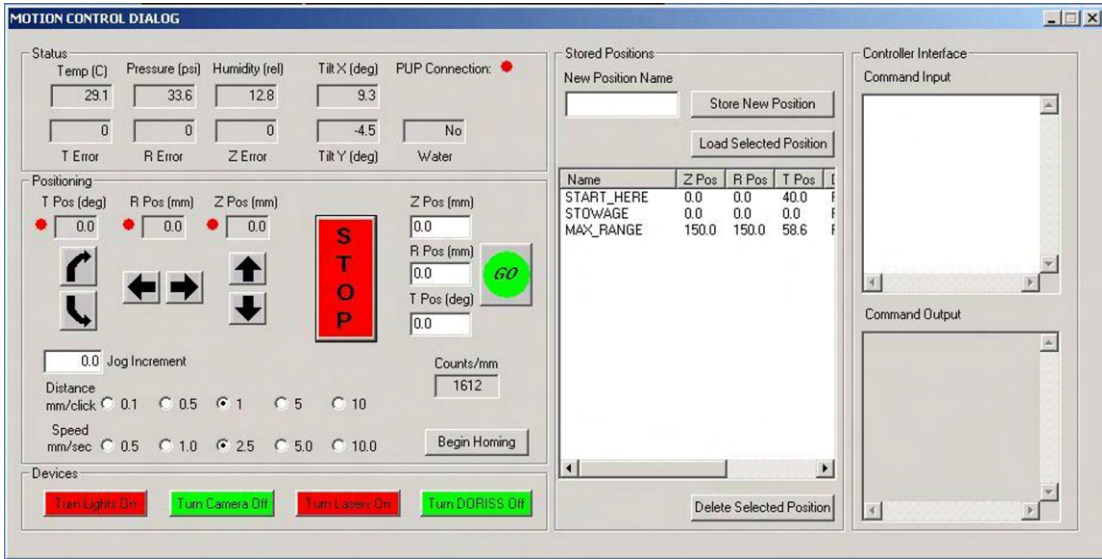 MOTION CONTROL DIALOG
Status
Temp (C) Pressure (psi) Humidity (rel) Tilt X (deg) PUP Connection:
29.1 33.6 12.8 9.3
0 0 0 -4.5 No
T Error R Error Z Error Tilt Y (deg) Water
Positioning
T Pos (deg) R Pos (mm) Z Pos (mm)
0.0 0.0 0.0
STOP
Z Pos (mm)
0.0
R Pos (mm)
0.0
T Pos (deg)
0.0
GO
0.0 Jog Increment
Counts/mm
1612
Distance
mm/click 0.1 0.5 1 5 10
Speed
mm/sec 0.5 1.0 2.5 5.0 10.0
Begin Homing
Devices
Turn Lights On Turn Camera Off Turn Lasers On Turn DORISS Off
Stored Positions
New Position Name
Store New Position
Load Selected Position
Name Z Pos R Pos T Pos
START_HERE 0.0 0.0 40.0
STOWAGE 0.0 0.0 0.0
MAX_RANGE 150.0 150.0 58.6
Delete Selected Position
Controller Interface
Command Input
Command Output